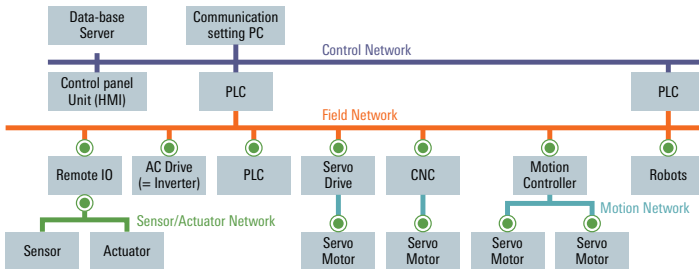 Data-base
Server
Communication
setting PC
Control Network
Control panel
Unit (HMI)
PLC
PLC
Field Network
Remote IO
AC Drive
(= Inverter)
PLC
Servo
Drive
CNC
Motion
Controller
Robots
Sensor/Actuator Network
Motion Network
Sensor
Actuator
Servo
Motor
Servo
Motor
Servo
Motor
Servo
Motor